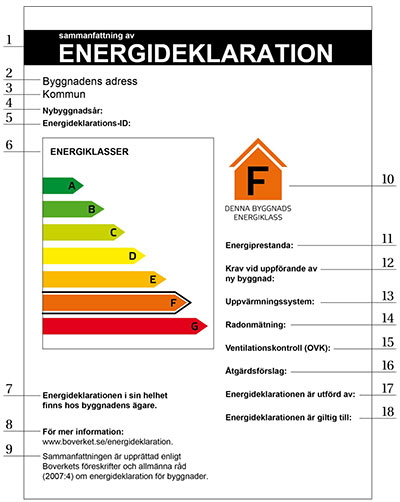 1
sammanfattning av
ENERGIDEKLARATION
2
Byggnadens adress
3
Kommun
4
Nybyggnadsår:
5
Energideklarations-ID:
6
ENERGIKLASSER
A
B
C
D
E
F
G
F
DENNA BYGGNADS
ENERGIKLASS
10
Energiprestanda:
11
Krav vid uppförande av
ny byggnad:
12
Uppvärmningssystem:
13
Radonmätning:
14
Ventilationskontroll (OVK):
15
Åtgärdsförslag:
16
Energideklarationen är utförd av:
17
Energideklarationen är giltig till:
18
7
Energideklarationen i sin helhet
finns hos byggnadens ägare.
8
För mer information:
www.boverket.se/energideklaration.
9
Sammanfattningen är upprättad enligt
Boverkets föreskrifter och allmänna råd
(2007:4) om energideklaration för byggnader.